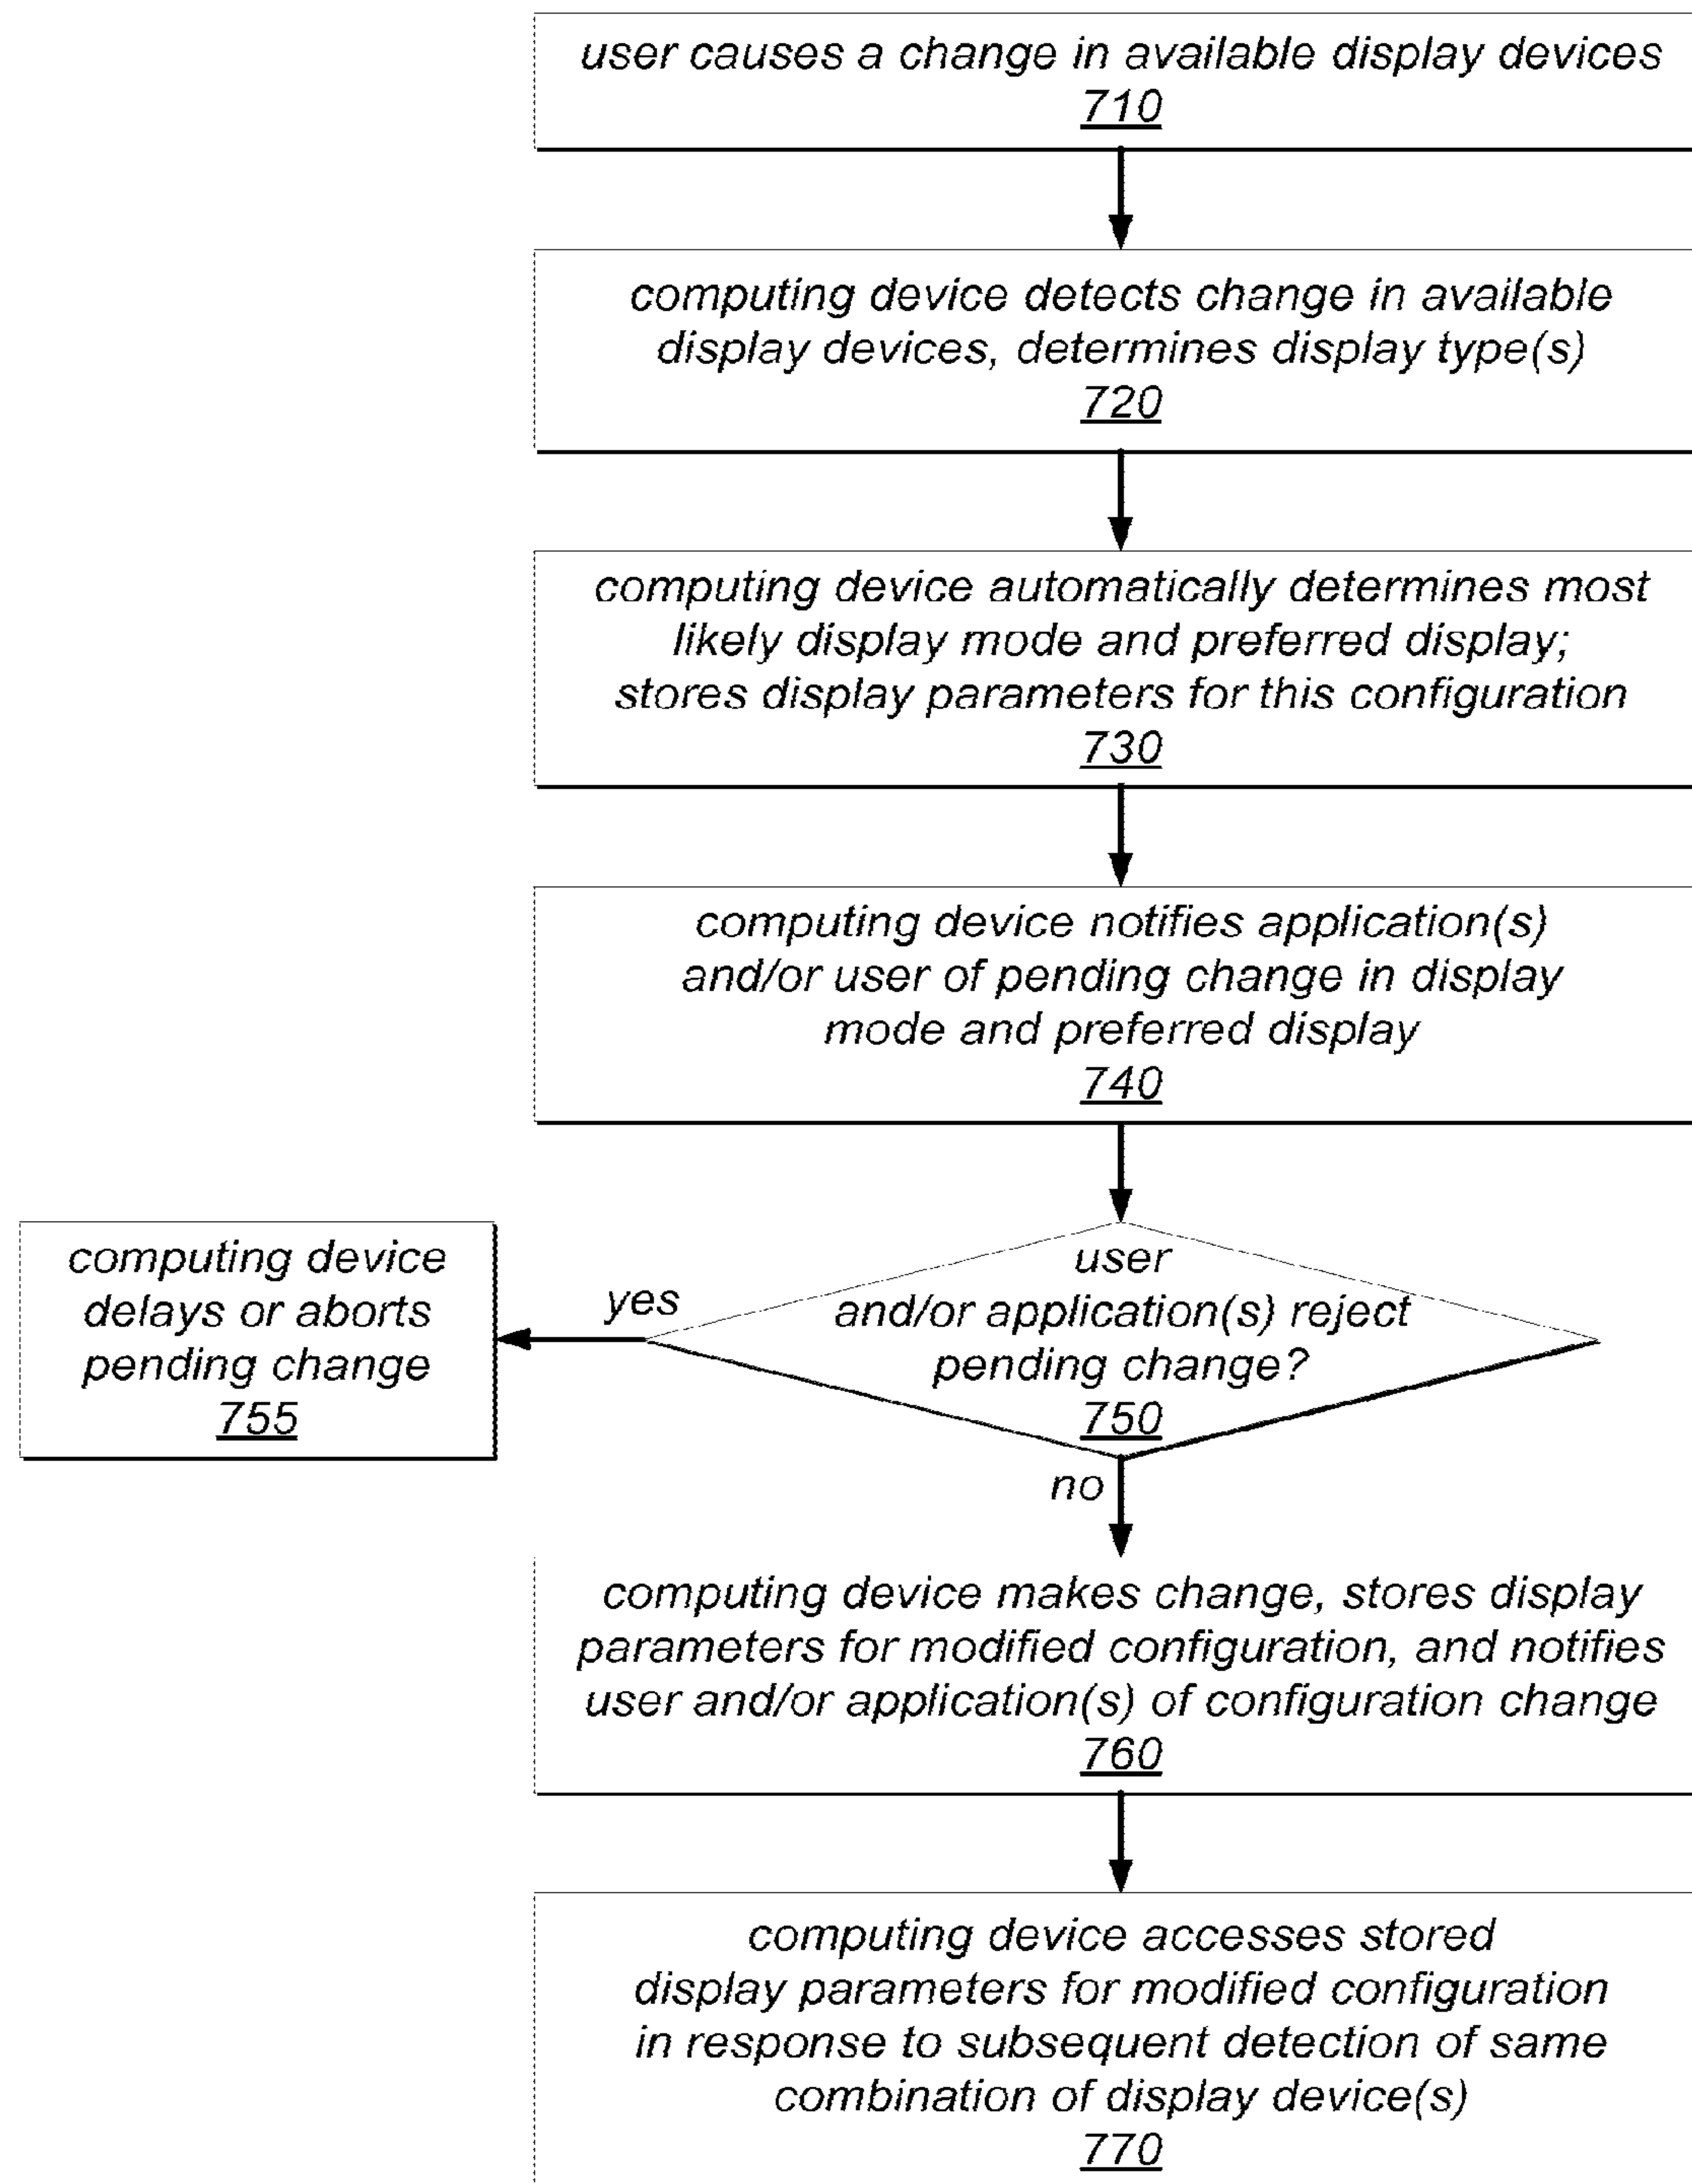 user causes a change in available display devices
710
computing device detects change in available
display devices, determines display type(s)
720
computing device automatically determines most
likely display mode and preferred display;
stores display parameters for this configuration
730
computing device notifies application(s)
and/or user of pending change in display
mode and preferred display
740
user
and/or application(s) reject
pending change?
750
yes
computing device
delays or aborts
pending change
755
no
computing device makes change, stores display
parameters for modified configuration, and notifies
user and/or application(s) of configuration change
760
computing device accesses stored
display parameters for modified configuration
in response to subsequent detection of same
combination of display device(s)
770